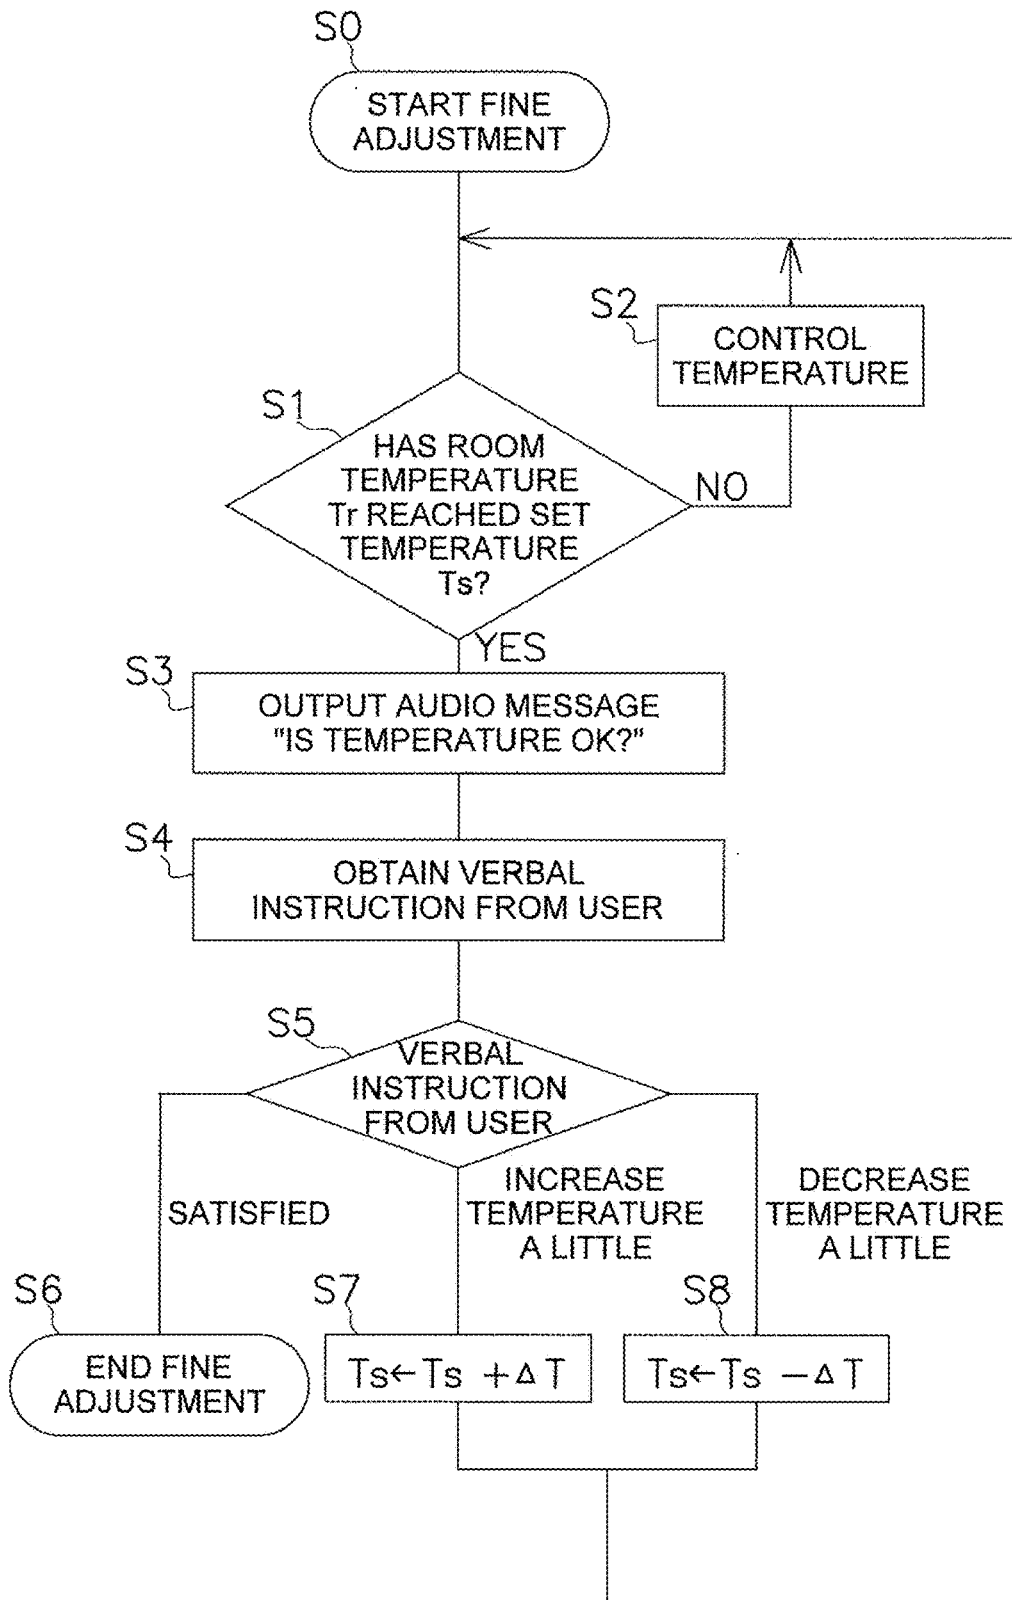 S0
START FINE
ADJUSTMENT
S2
CONTROL
TEMPERATURE
S1
HAS ROOM
TEMPERATURE
Tr REACHED SET
TEMPERATURE
Ts?
NO
YES
S3
OUTPUT AUDIO MESSAGE
"IS TEMPERATURE OK?"
S4
OBTAIN VERBAL
INSTRUCTION FROM USER
S5
VERBAL
INSTRUCTION
FROM USER
SATISFIED
INCREASE
TEMPERATURE
A LITTLE
DECREASE
TEMPERATURE
A LITTLE
S6
END FINE
ADJUSTMENT
S7
Ts←Ts +Δ T
S8
Ts←Ts −Δ T